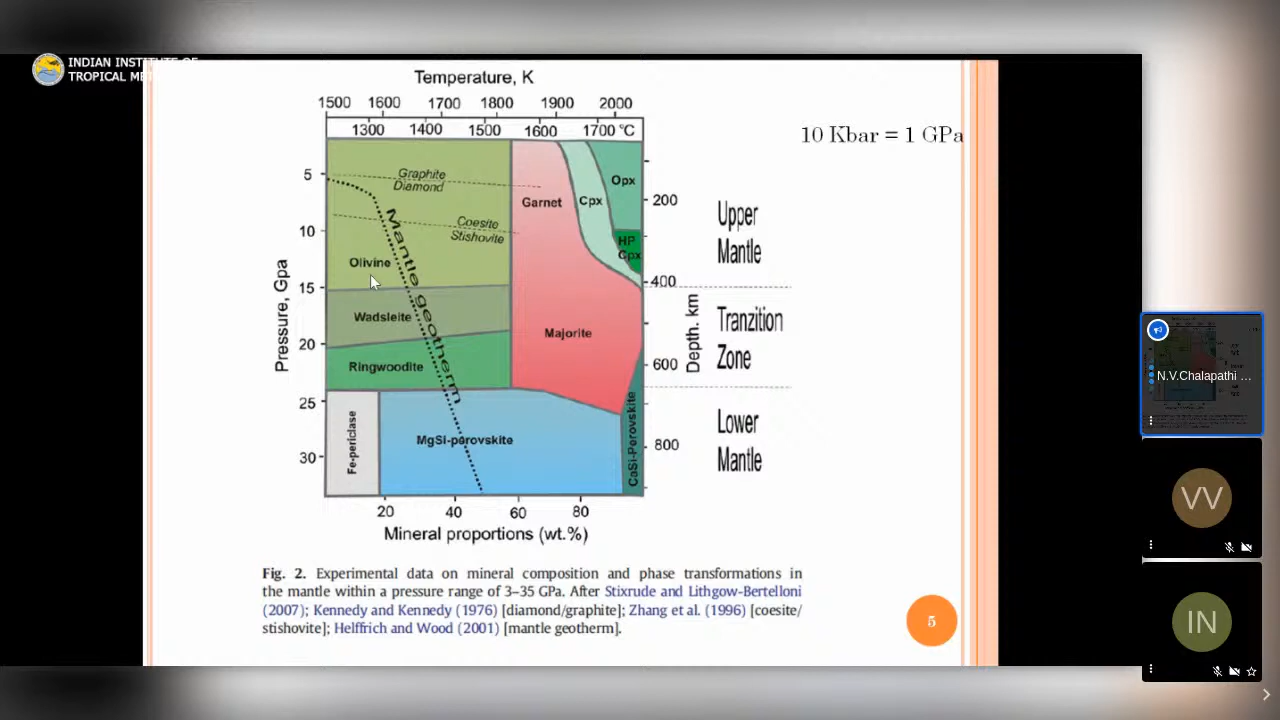 INDIAN INSTITUTE OF
TROPICAL
Temperature, K
1500 1600 1700 1800 1900 2000
1300 1400 1500 1600 1700 °C
10 Kbar = 1 GPa
Pressure, Gpa
5
10
15
20
25
30
Graphite
Diamond
Coesite
Stishovite
Mantle geotherm
Olivine
Wadsleite
Ringwoodite
Fe-periclase
MgSi-perovskite
Garnet
Cpx
Opx
HP
Cpx
Majorite
CaSi-Perovskite
200
400
600
800
Depth. km
Upper
Mantle
Tranzition
Zone
Lower
Mantle
20 40 60 80
Mineral proportions (wt.%)
Fig. 2. Experimental data on mineral composition and phase transformations in
the mantle within a pressure range of 3–35 GPa. After Stixrude and Lithgow-Bertelloni
(2007); Kennedy and Kennedy (1976) [diamond/graphite]; Zhang et al. (1996) [coesite/
stishovite]; Helffrich and Wood (2001) [mantle geotherm].
5
N.V.Chalapathi ...
VV
IN